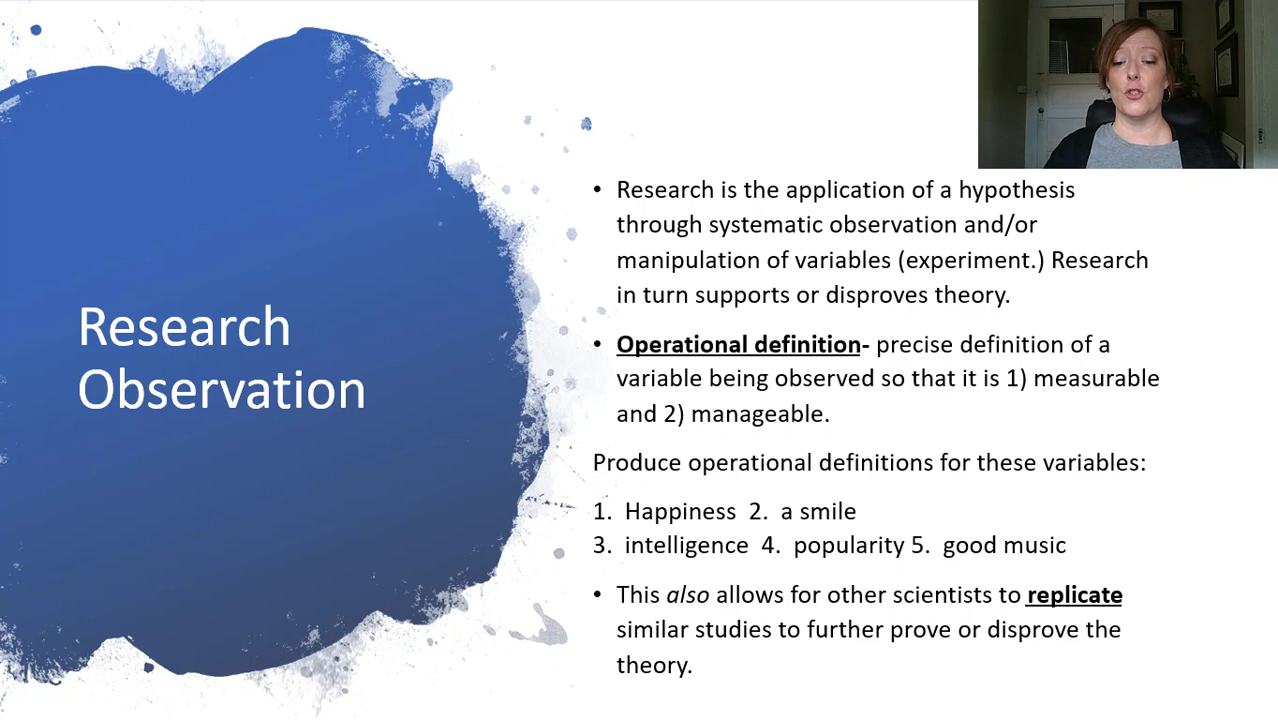 Research
Observation
• Research is the application of a hypothesis
through systematic observation and/or
manipulation of variables (experiment.) Research
in turn supports or disproves theory.
• Operational definition- precise definition of a
variable being observed so that it is 1) measurable
and 2) manageable.
Produce operational definitions for these variables:
1. Happiness 2. a smile
3. intelligence 4. popularity 5. good music
• This also allows for other scientists to replicate
similar studies to further prove or disprove the
theory.